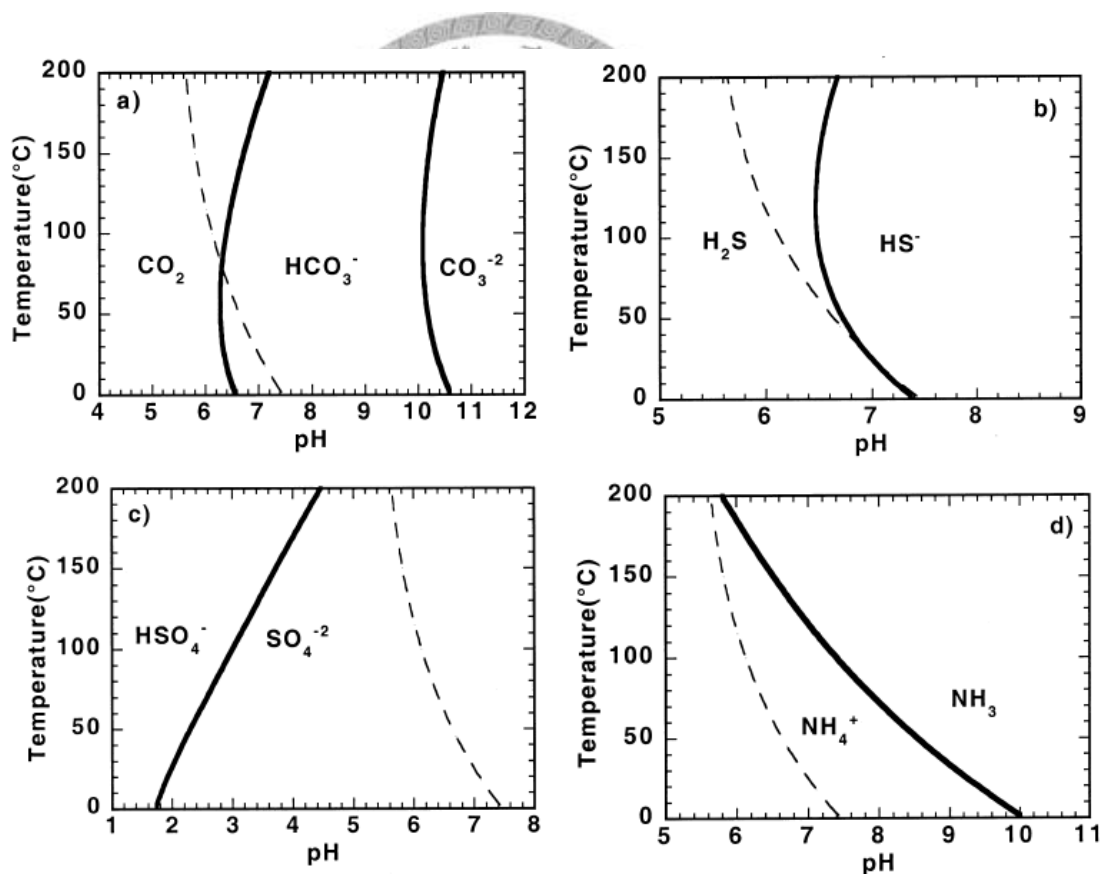 a)
Temperature(°C)
200
150
100
50
0
CO₂
HCO₃⁻
CO₃⁻²
4 5 6 7 8 9 10 11 12
pH
b)
Temperature(°C)
200
150
100
50
0
H₂S
HS⁻
5 6 7 8 9
pH
c)
Temperature(°C)
200
150
100
50
0
HSO₄⁻
SO₄⁻²
1 2 3 4 5 6 7 8
pH
d)
Temperature(°C)
200
150
100
50
0
NH₄⁺
NH₃
5 6 7 8 9 10 11
pH